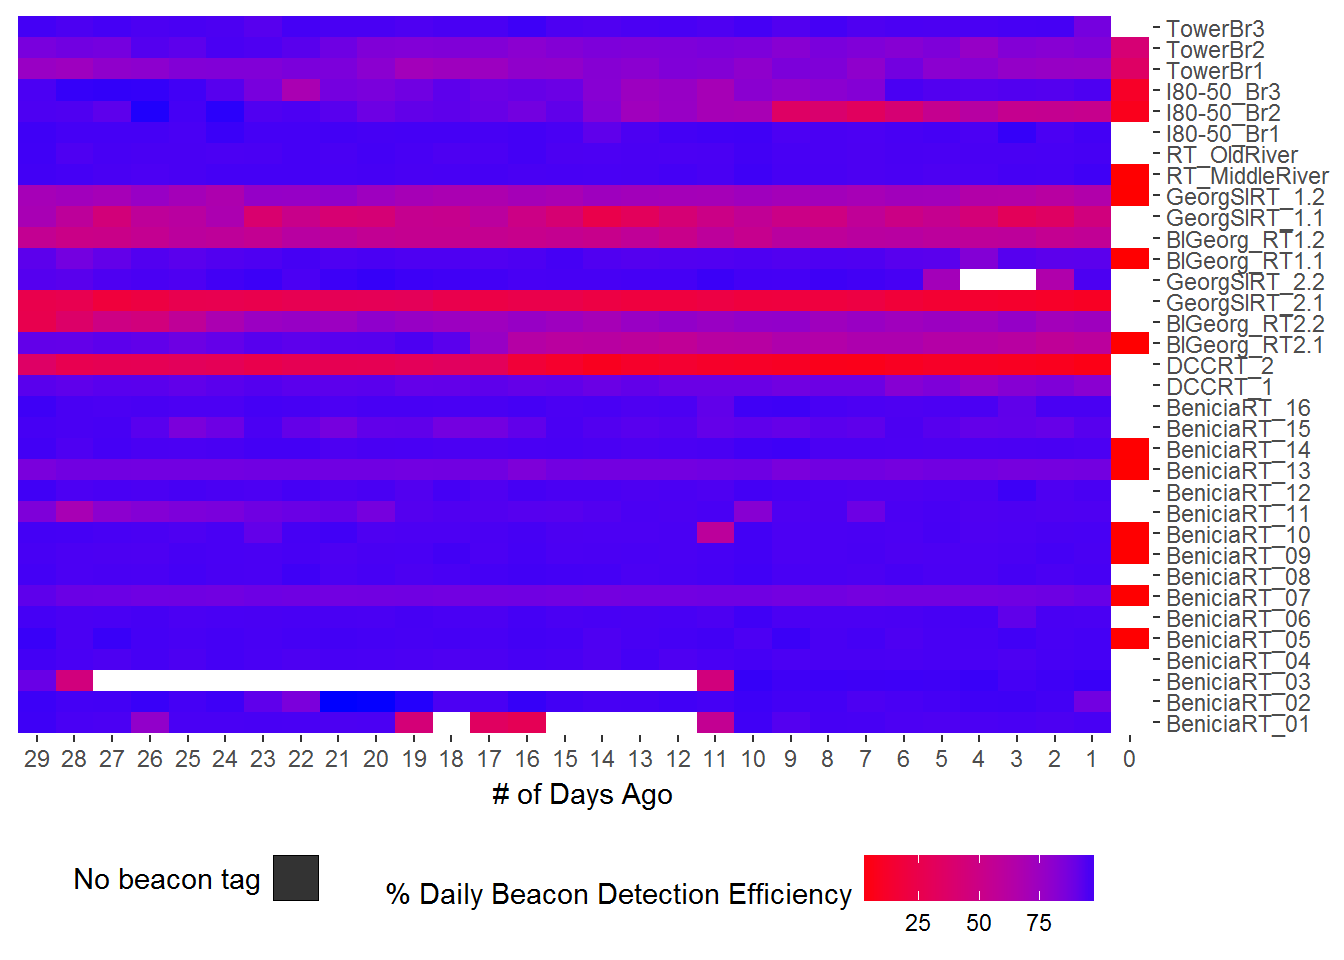 TowerBr3
TowerBr2
TowerBr1
I80-50_Br3
I80-50_Br2
I80-50_Br1
RT_OldRiver
RT_MiddleRiver
GeorgSlRT_1.2
GeorgSlRT_1.1
BlGeorg_RT1.2
BlGeorg_RT1.1
GeorgSlRT_2.2
GeorgSlRT_2.1
BlGeorg_RT2.2
BlGeorg_RT2.1
DCCRT_2
DCCRT_1
BeniciaRT_16
BeniciaRT_15
BeniciaRT_14
BeniciaRT_13
BeniciaRT_12
BeniciaRT_11
BeniciaRT_10
BeniciaRT_09
BeniciaRT_08
BeniciaRT_07
BeniciaRT_06
BeniciaRT_05
BeniciaRT_04
BeniciaRT_03
BeniciaRT_02
BeniciaRT_01
29 28 27 26 25 24 23 22 21 20 19 18 17 16 15 14 13 12 11 10 9 8 7 6 5 4 3 2 1 0
# of Days Ago
No beacon tag
% Daily Beacon Detection Efficiency
25 50 75